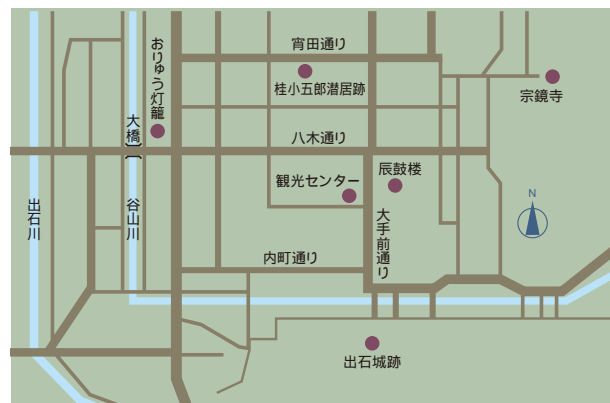 宵田通り
おりゅう灯籠
桂小五郎潜居跡
宗鏡寺
大橋
八木通り
観光センター
辰鼓楼
N
出石川
谷山川
大手前通り
内町通り
出石城跡